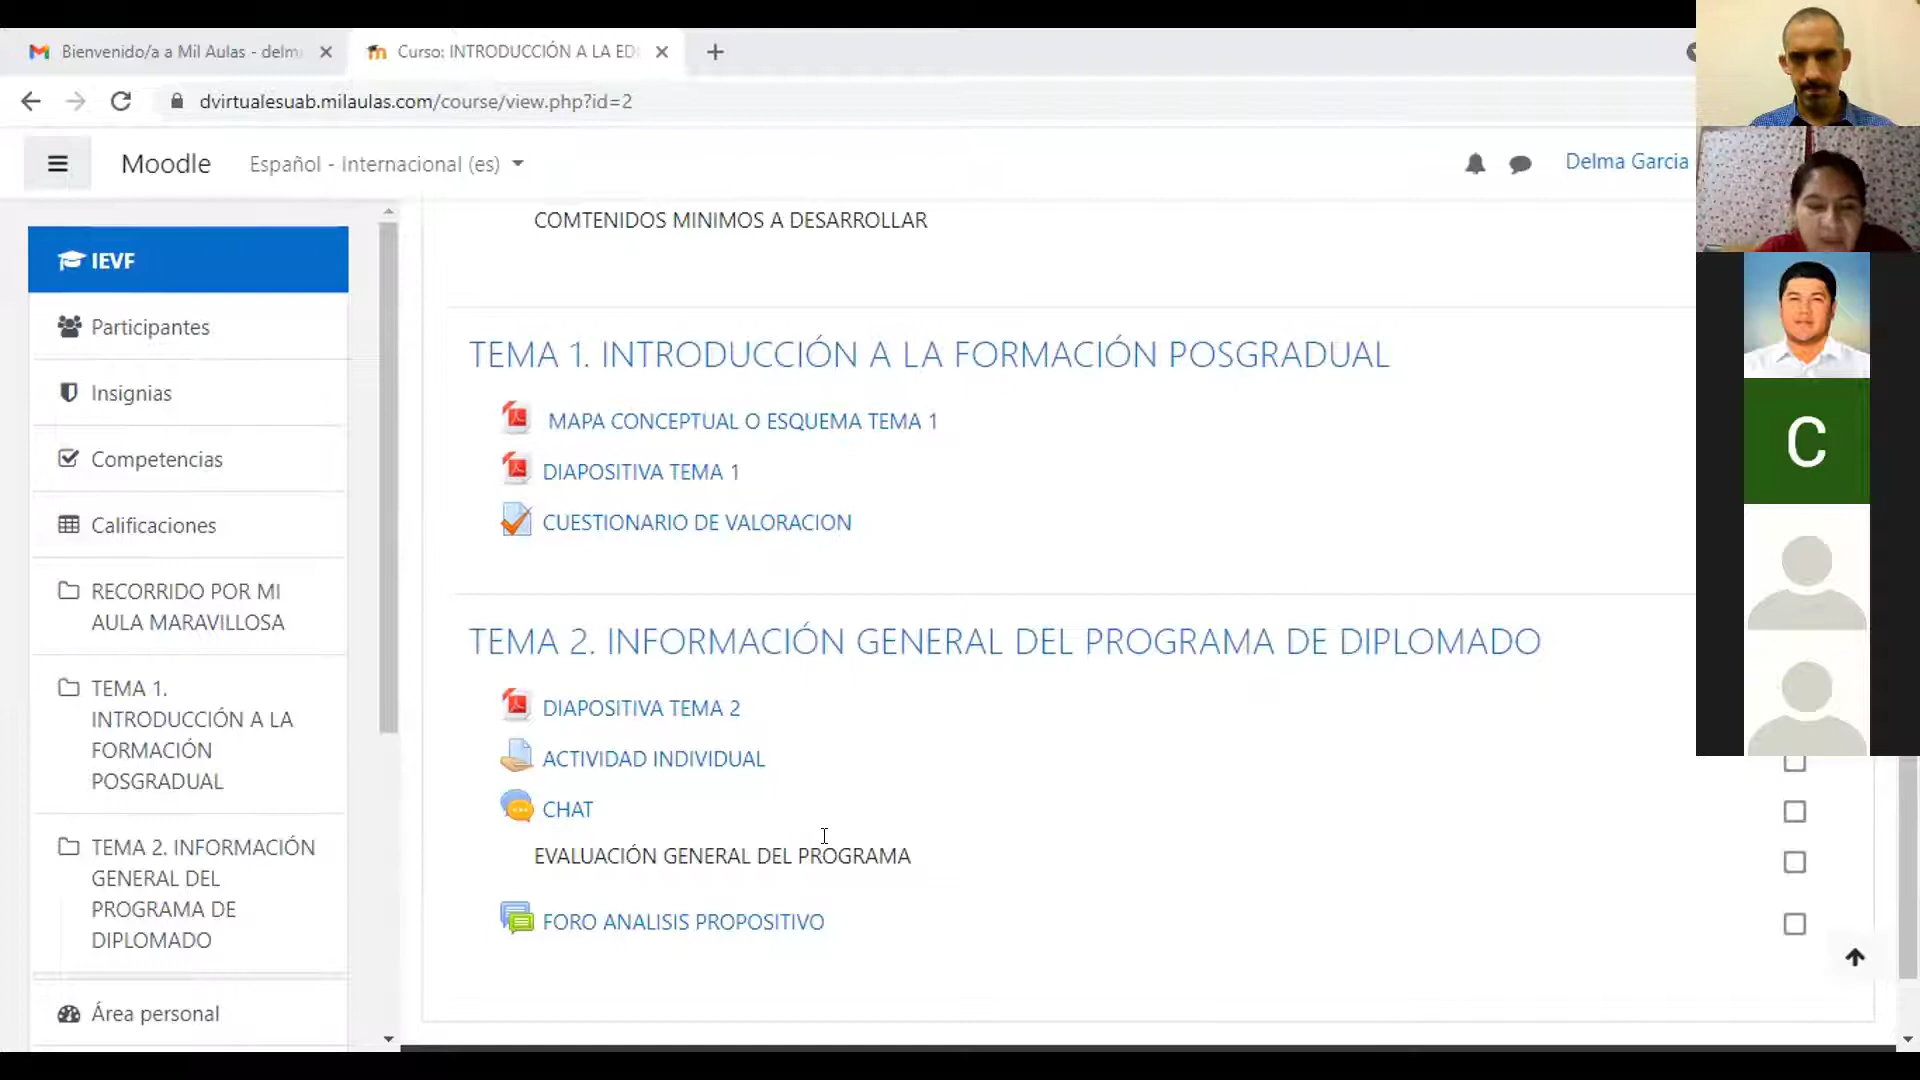 Bienvenido/a a Mil Aulas - delm
Curso: INTRODUCCIÓN A LA ED
dvirtualesuab.milaulas.com/course/view.php?id=2
Moodle
Español - Internacional (es)
Delma Garcia
IEVF
Participantes
Insignias
Competencias
Calificaciones
RECORRIDO POR MI
AULA MARAVILLOSA
TEMA 1.
INTRODUCCIÓN A LA
FORMACIÓN
POSGRADUAL
TEMA 2. INFORMACIÓN
GENERAL DEL
PROGRAMA DE
DIPLOMADO
Área personal
COMTENIDOS MINIMOS A DESARROLLAR
TEMA 1. INTRODUCCIÓN A LA FORMACIÓN POSGRADUAL
MAPA CONCEPTUAL O ESQUEMA TEMA 1
DIAPOSITIVA TEMA 1
CUESTIONARIO DE VALORACION
TEMA 2. INFORMACIÓN GENERAL DEL PROGRAMA DE DIPLOMADO
DIAPOSITIVA TEMA 2
ACTIVIDAD INDIVIDUAL
CHAT
EVALUACIÓN GENERAL DEL PROGRAMA
FORO ANALISIS PROPOSITIVO
C